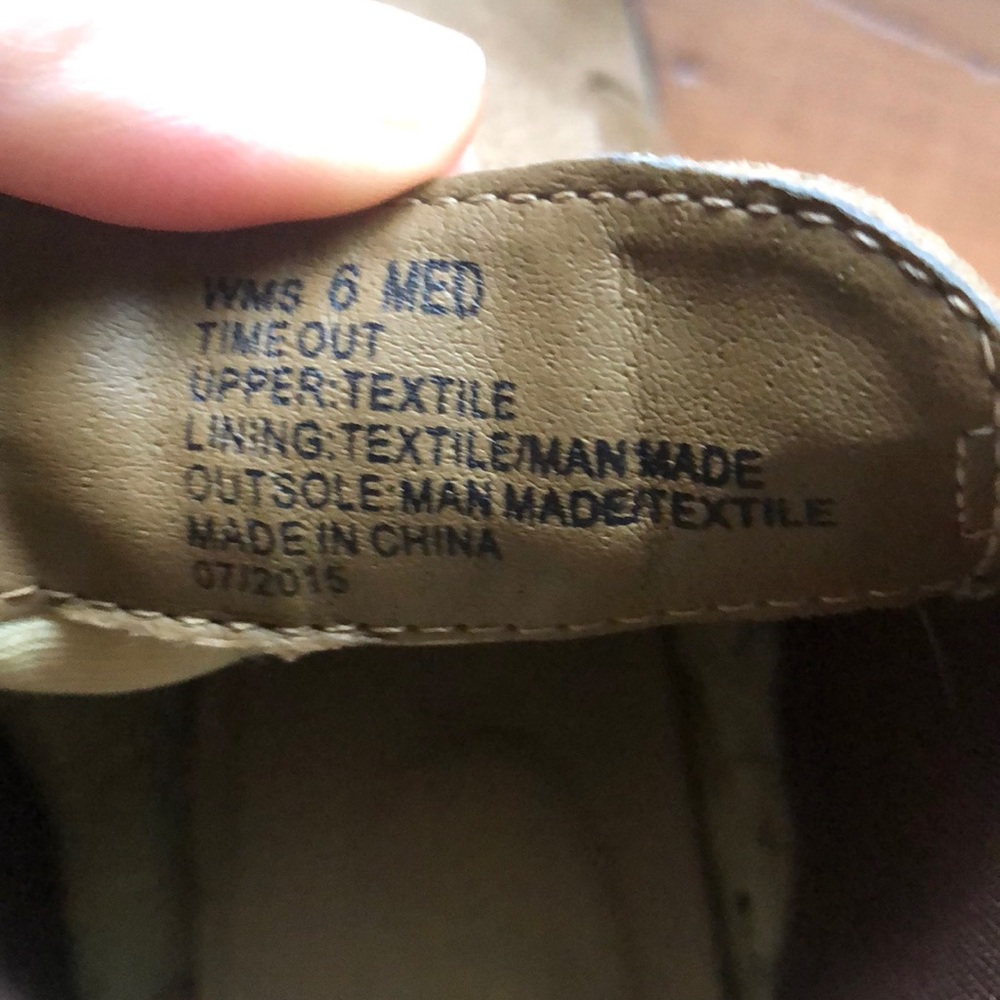 WMS 6 MED
TIME OUT
UPPER:TEXTILE
LINING:TEXTILE/MAN MADE
OUTSOLE:MAN MADE/TEXTILE
MADE IN CHINA
07/2015